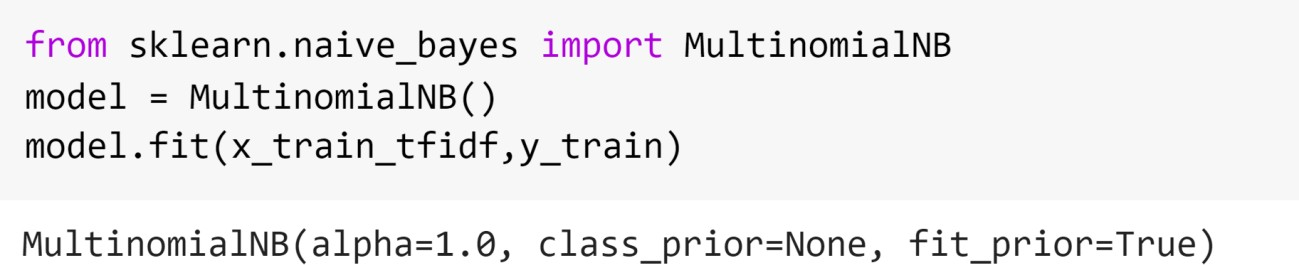 from sklearn.naive_bayes import MultinomialNB
model = MultinomialNB()
model.fit(x_train_tfidf,y_train)
MultinomialNB(alpha=1.0, class_prior=None, fit_prior=True)